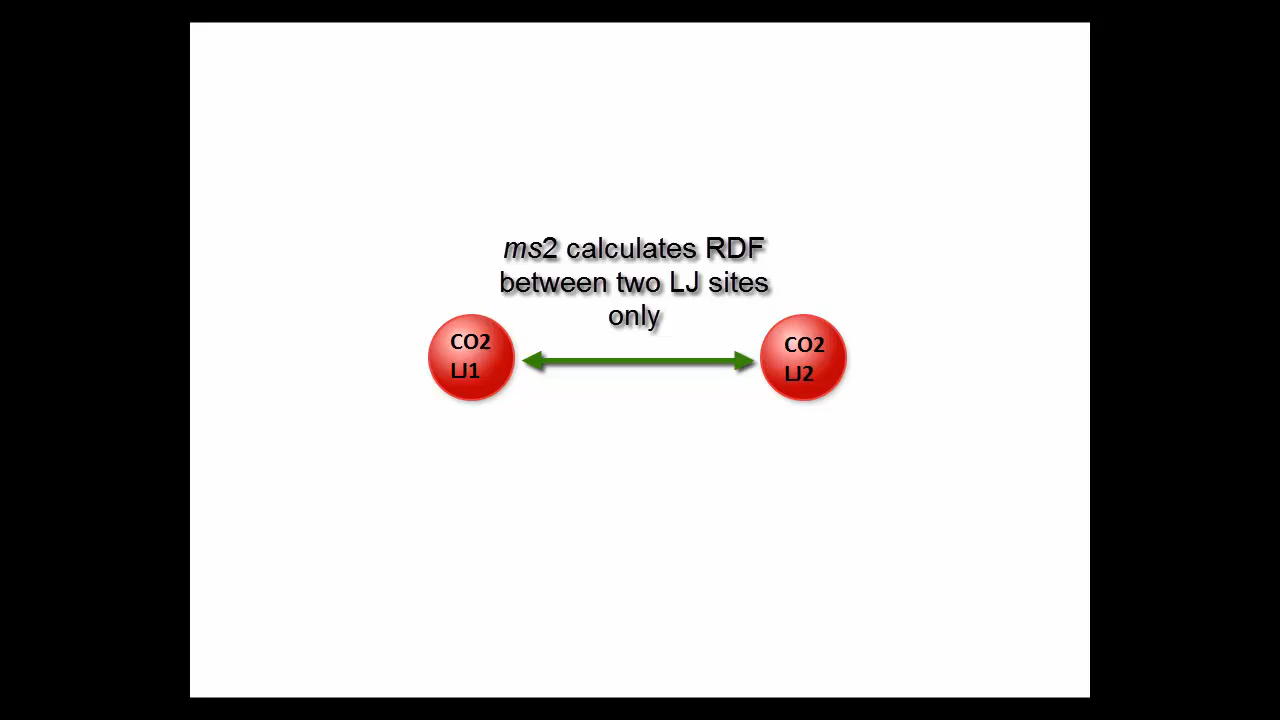 ms2 calculates RDF
between two LJ sites
only
CO2
LJ1
CO2
LJ2